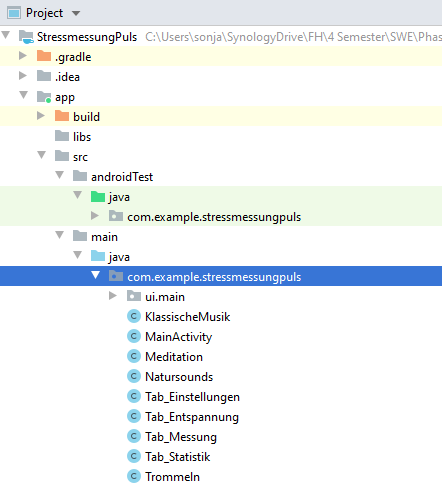 Project
StressmessungPuls C:\Users\sonja\SynologyDrive\FH\4 Semester\SWE\Phas
.gradle
.idea
app
build
libs
src
androidTest
java
com.example.stressmessungpuls
main
java
com.example.stressmessungpuls
ui.main
C KlassischeMusik
C MainActivity
C Meditation
C Natursounds
C Tab_Einstellungen
C Tab_Entspannung
C Tab_Messung
C Tab_Statistik
C Trommeln